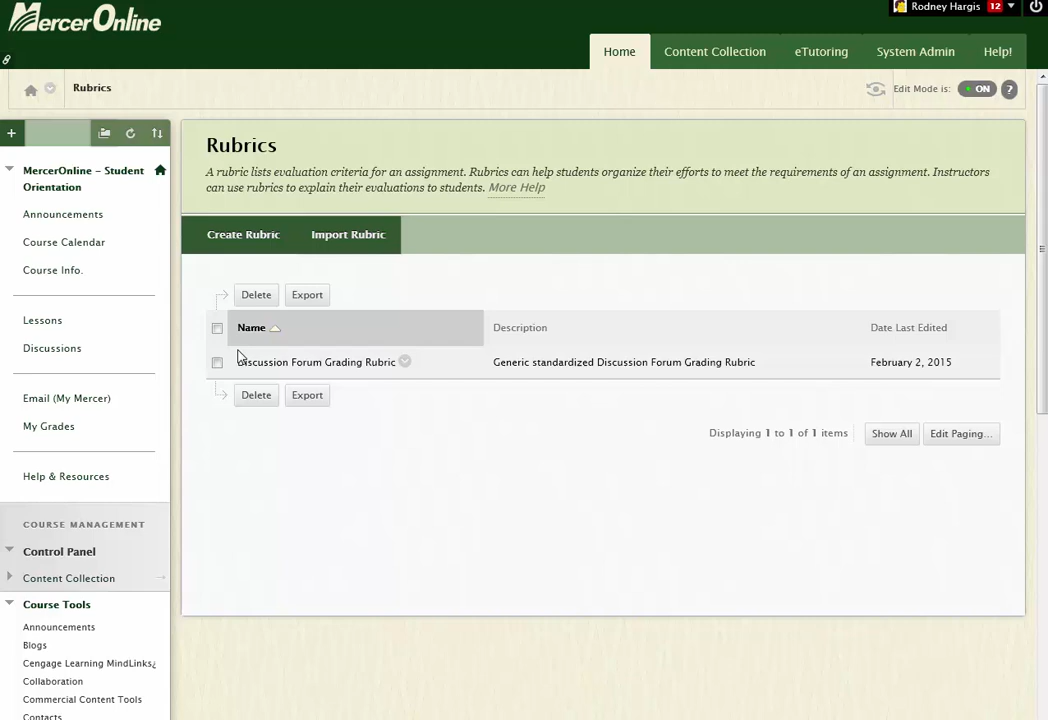 MercerOnline
Rodney Hargis 12
Home Content Collection eTutoring System Admin Help!
Rubrics
Edit Mode is: ON ?
MercerOnline – Student
Orientation
Announcements
Course Calendar
Course Info.
Lessons
Discussions
Email (My Mercer)
My Grades
Help & Resources
COURSE MANAGEMENT
Control Panel
Content Collection
Course Tools
Announcements
Blogs
Cengage Learning MindLinks¿
Collaboration
Commercial Content Tools
Contacts
Rubrics
A rubric lists evaluation criteria for an assignment. Rubrics can help students organize their efforts to meet the requirements of an assignment. Instructors
can use rubrics to explain their evaluations to students. More Help
Create Rubric Import Rubric
Delete Export
Name Description Date Last Edited
Discussion Forum Grading Rubric Generic standardized Discussion Forum Grading Rubric February 2, 2015
Delete Export
Displaying 1 to 1 of 1 items Show All Edit Paging...